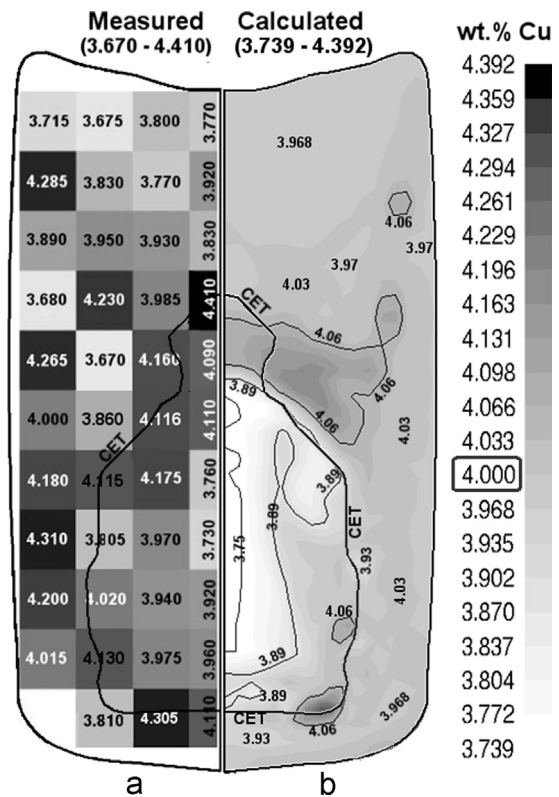 Measured Calculated
(3.670 - 4.410) (3.739 - 4.392)
wt.% Cu
3.715 3.675 3.800 3.770
4.285 3.830 3.770 3.920
3.890 3.950 3.930 3.830
3.680 4.230 3.985 4.410
4.265 3.670 4.160 4.090
4.000 3.860 4.116 4.110
4.180 4.115 4.175 3.760
4.310 3.805 3.970 3.730
4.200 4.020 3.940 3.920
4.015 4.130 3.975 3.960
3.810 4.305 4.110
CET
3.968
4.06
3.97
3.97
4.03
CET
4.06
3.89
4.06
4.06
4.03
3.89
3.89
CET
3.75
3.93
4.03
4.06
3.89
3.89
3.968
CET
4.06
3.93
4.392
4.359
4.327
4.294
4.261
4.229
4.196
4.163
4.131
4.098
4.066
4.033
4.000
3.968
3.935
3.902
3.870
3.837
3.804
3.772
3.739
a b